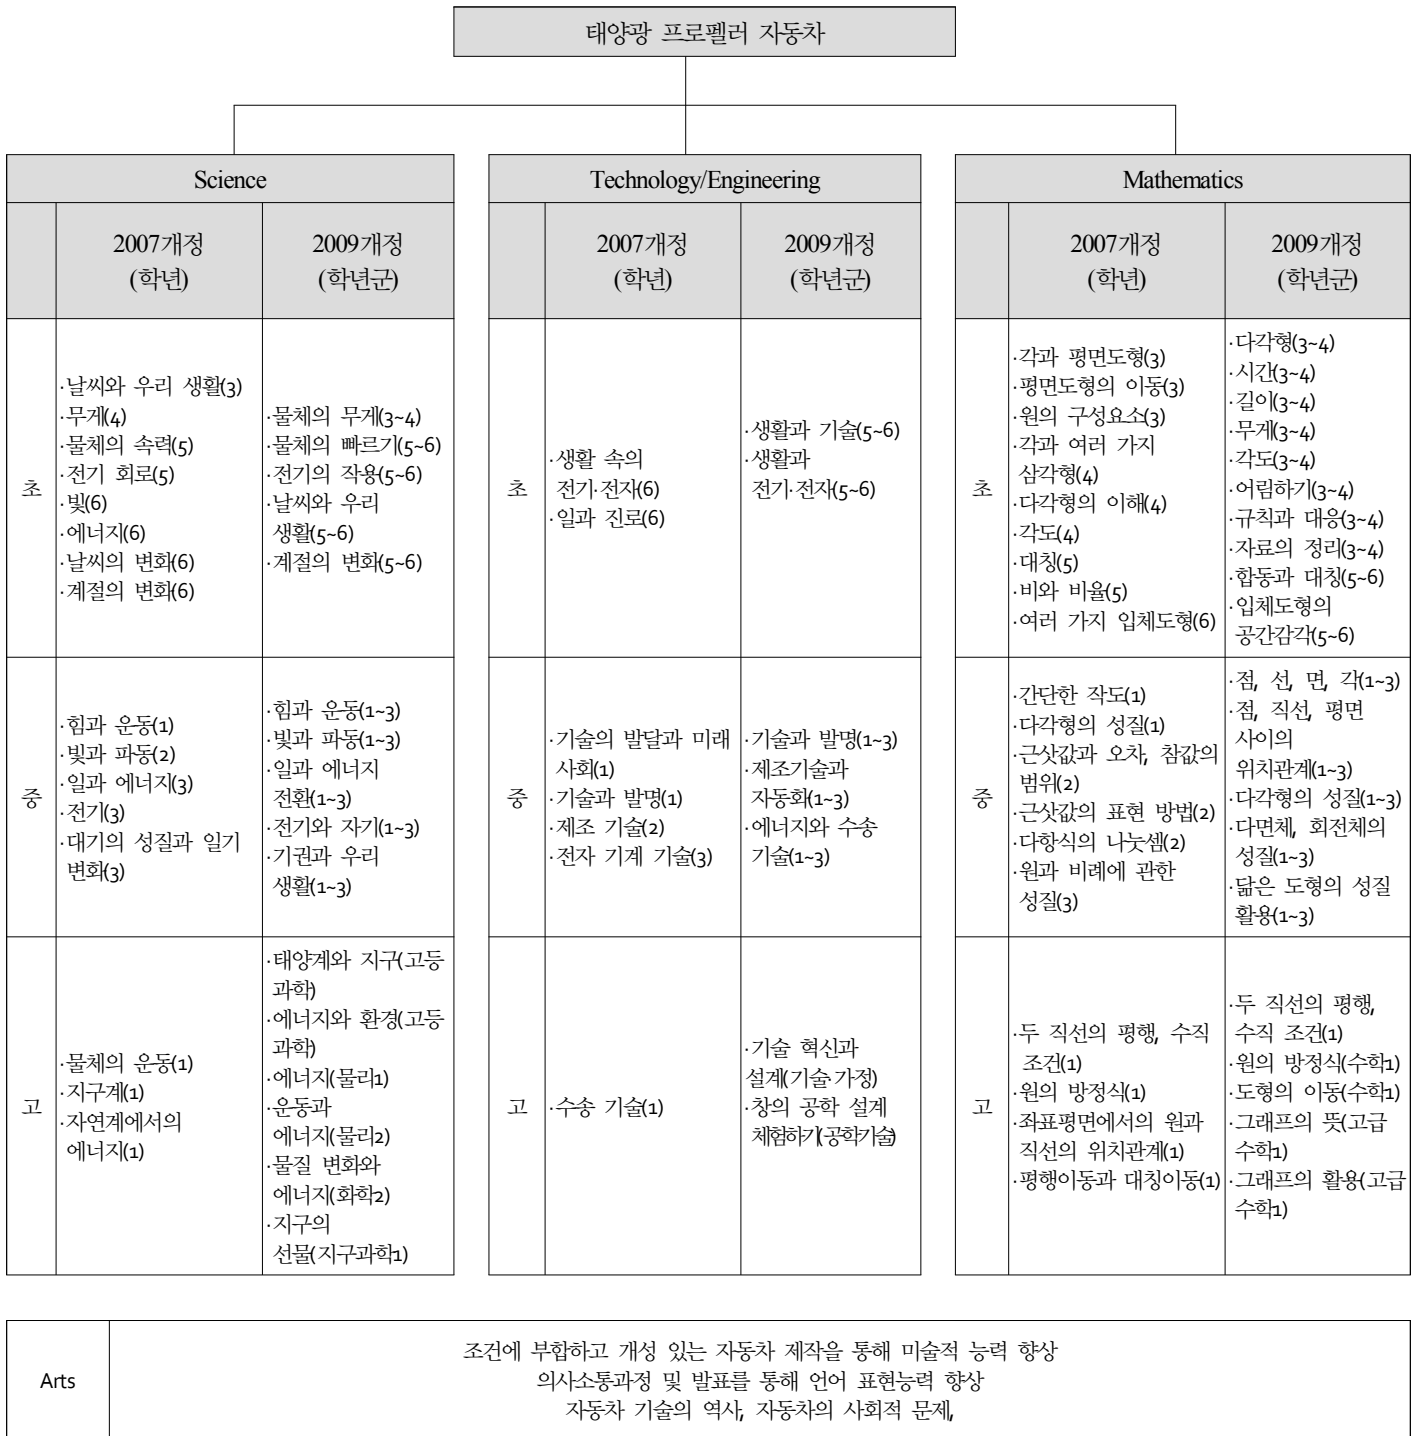 태양광 프로펠러 자동차
Science
2007개정
(학년)
2009개정
(학년군)
초
·날씨와 우리 생활(3)
·무게(4)
·물체의 속력(5)
·전기 회로(5)
·빛(6)
·에너지(6)
·날씨의 변화(6)
·계절의 변화(6)
·물체의 무게(3~4)
·물체의 빠르기(5~6)
·전기의 작용(5~6)
·날씨와 우리
생활(5~6)
·계절의 변화(5~6)
중
·힘과 운동(1)
·빛과 파동(2)
·일과 에너지(3)
·전기(3)
·대기의 성질과 일기
변화(3)
·힘과 운동(1~3)
·빛과 파동(1~3)
·일과 에너지
전환(1~3)
·전기와 자기(1~3)
·기권과 우리
생활(1~3)
고
·물체의 운동(1)
·지구계(1)
·자연계에서의
에너지(1)
·태양계와 지구(고등
과학)
·에너지와 환경(고등
과학)
·에너지(물리1)
·운동과
에너지(물리2)
·물질 변화와
에너지(화학2)
·지구의
선물(지구과학1)
Technology/Engineering
2007개정
(학년)
2009개정
(학년군)
초
·생활 속의
전기·전자(6)
·일과 진로(6)
·생활과 기술(5~6)
·생활과
전기·전자(5~6)
중
·기술의 발달과 미래
사회(1)
·기술과 발명(1)
·제조 기술(2)
·전자 기계 기술(3)
·기술과 발명(1~3)
·제조기술과
자동화(1~3)
·에너지와 수송
기술(1~3)
고
·수송 기술(1)
·기술 혁신과
설계(기술·가정)
·창의 공학 설계
체험하기(공학기술)
Mathematics
2007개정
(학년)
2009개정
(학년군)
초
·각과 평면도형(3)
·평면도형의 이동(3)
·원의 구성요소(3)
·각과 여러 가지
삼각형(4)
·다각형의 이해(4)
·각도(4)
·대칭(5)
·비와 비율(5)
·여러 가지 입체도형(6)
·다각형(3~4)
·시간(3~4)
·길이(3~4)
·무게(3~4)
·각도(3~4)
·어림하기(3~4)
·규칙과 대응(3~4)
·자료의 정리(3~4)
·합동과 대칭(5~6)
·입체도형의
공간감각(5~6)
중
·간단한 작도(1)
·다각형의 성질(1)
·근삿값과 오차, 참값의
범위(2)
·근삿값의 표현 방법(2)
·다항식의 나눗셈(2)
·원과 비례에 관한
성질(3)
·점, 선, 면, 각(1~3)
·점, 직선, 평면
사이의
위치관계(1~3)
·다각형의 성질(1~3)
·다면체, 회전체의
성질(1~3)
·닮은 도형의 성질
활용(1~3)
고
·두 직선의 평행, 수직
조건(1)
·원의 방정식(1)
·좌표평면에서의 원과
직선의 위치관계(1)
·평행이동과 대칭이동(1)
·두 직선의 평행,
수직 조건(1)
·원의 방정식(수학1)
·도형의 이동(수학1)
·그래프의 뜻(고급
수학1)
·그래프의 활용(고급
수학1)
Arts
조건에 부합하고 개성 있는 자동차 제작을 통해 미술적 능력 향상
의사소통과정 및 발표를 통해 언어 표현능력 향상
자동차 기술의 역사, 자동차의 사회적 문제,